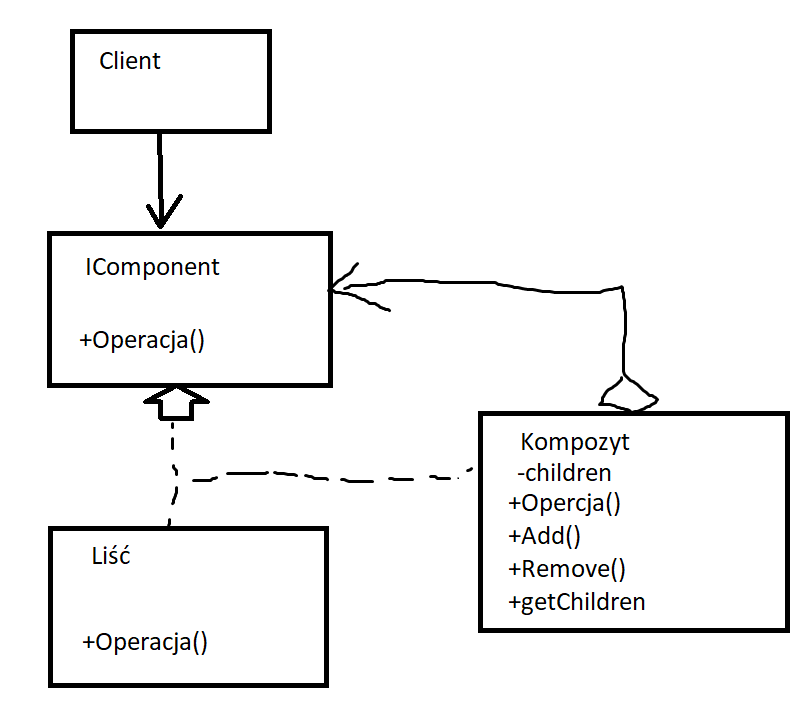 Client
IComponent
+Operacja()
Kompozyt
-children
+Opercja()
+Add()
+Remove()
+getChildren
Liść
+Operacja()